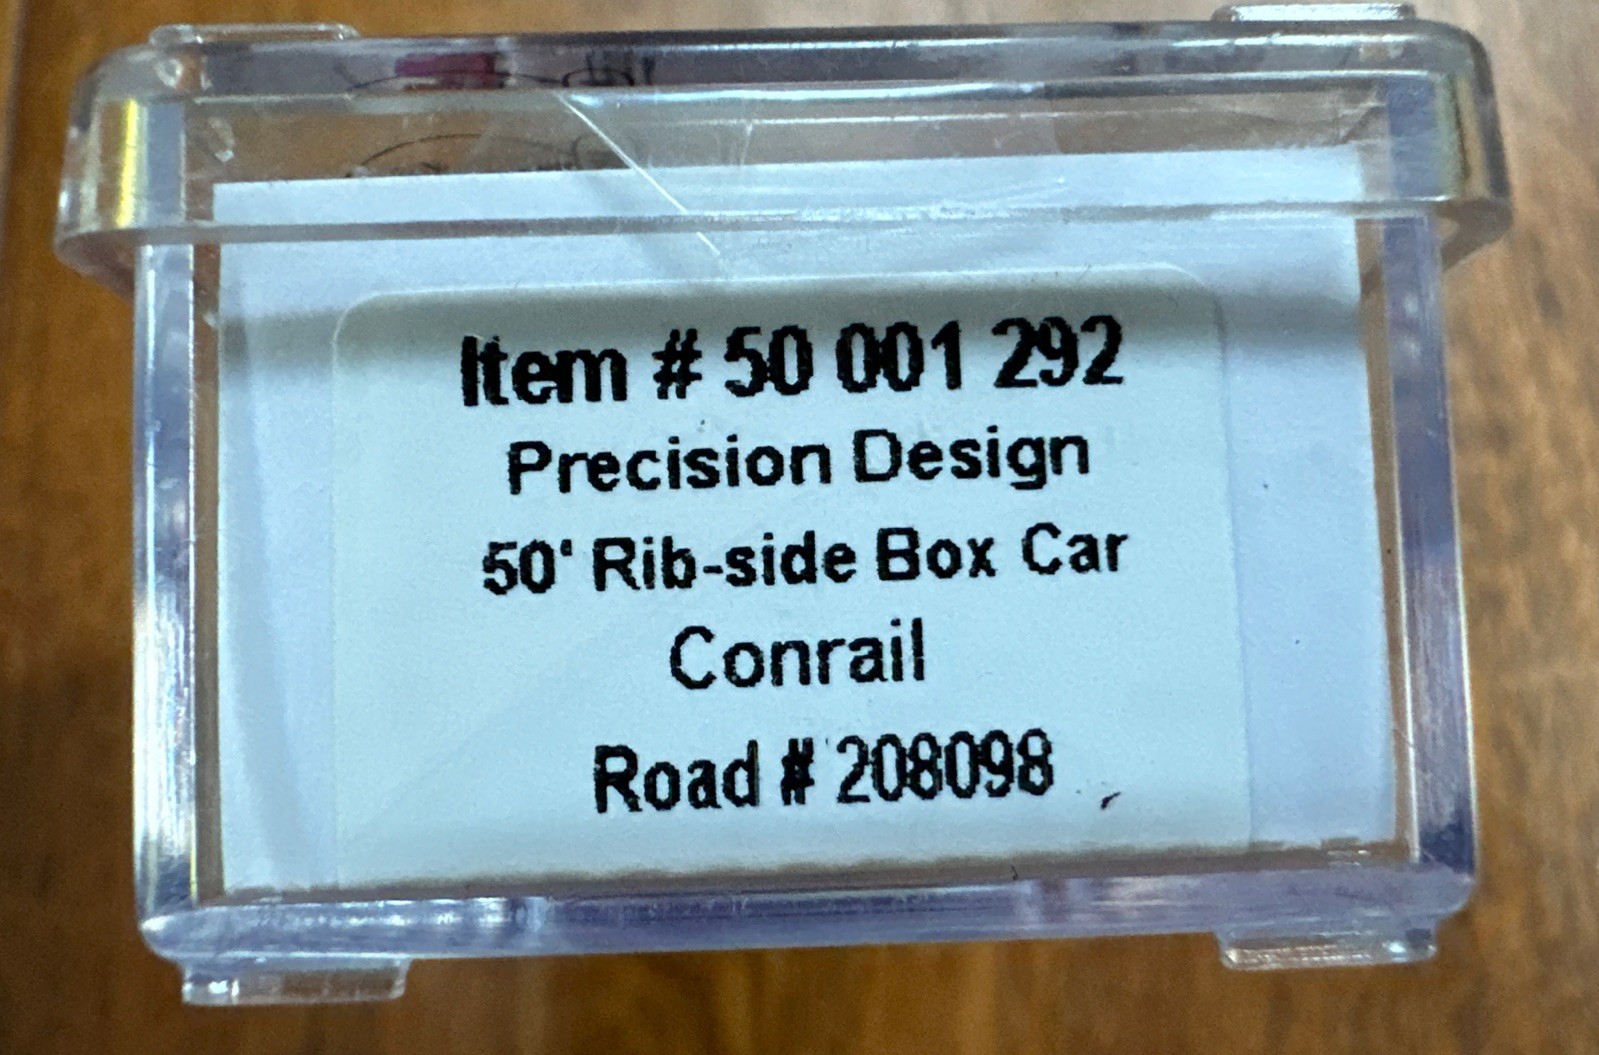 Item # 50 001 292
Precision Design
50' Rib-side Box Car
Conrail
Road # 208098